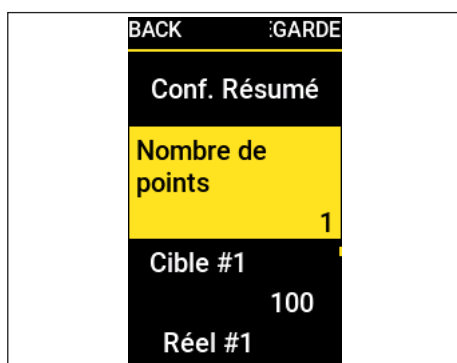 BACK :GARDE
Conf. Résumé
Nombre de
points
1
Cible #1
100
Réel #1